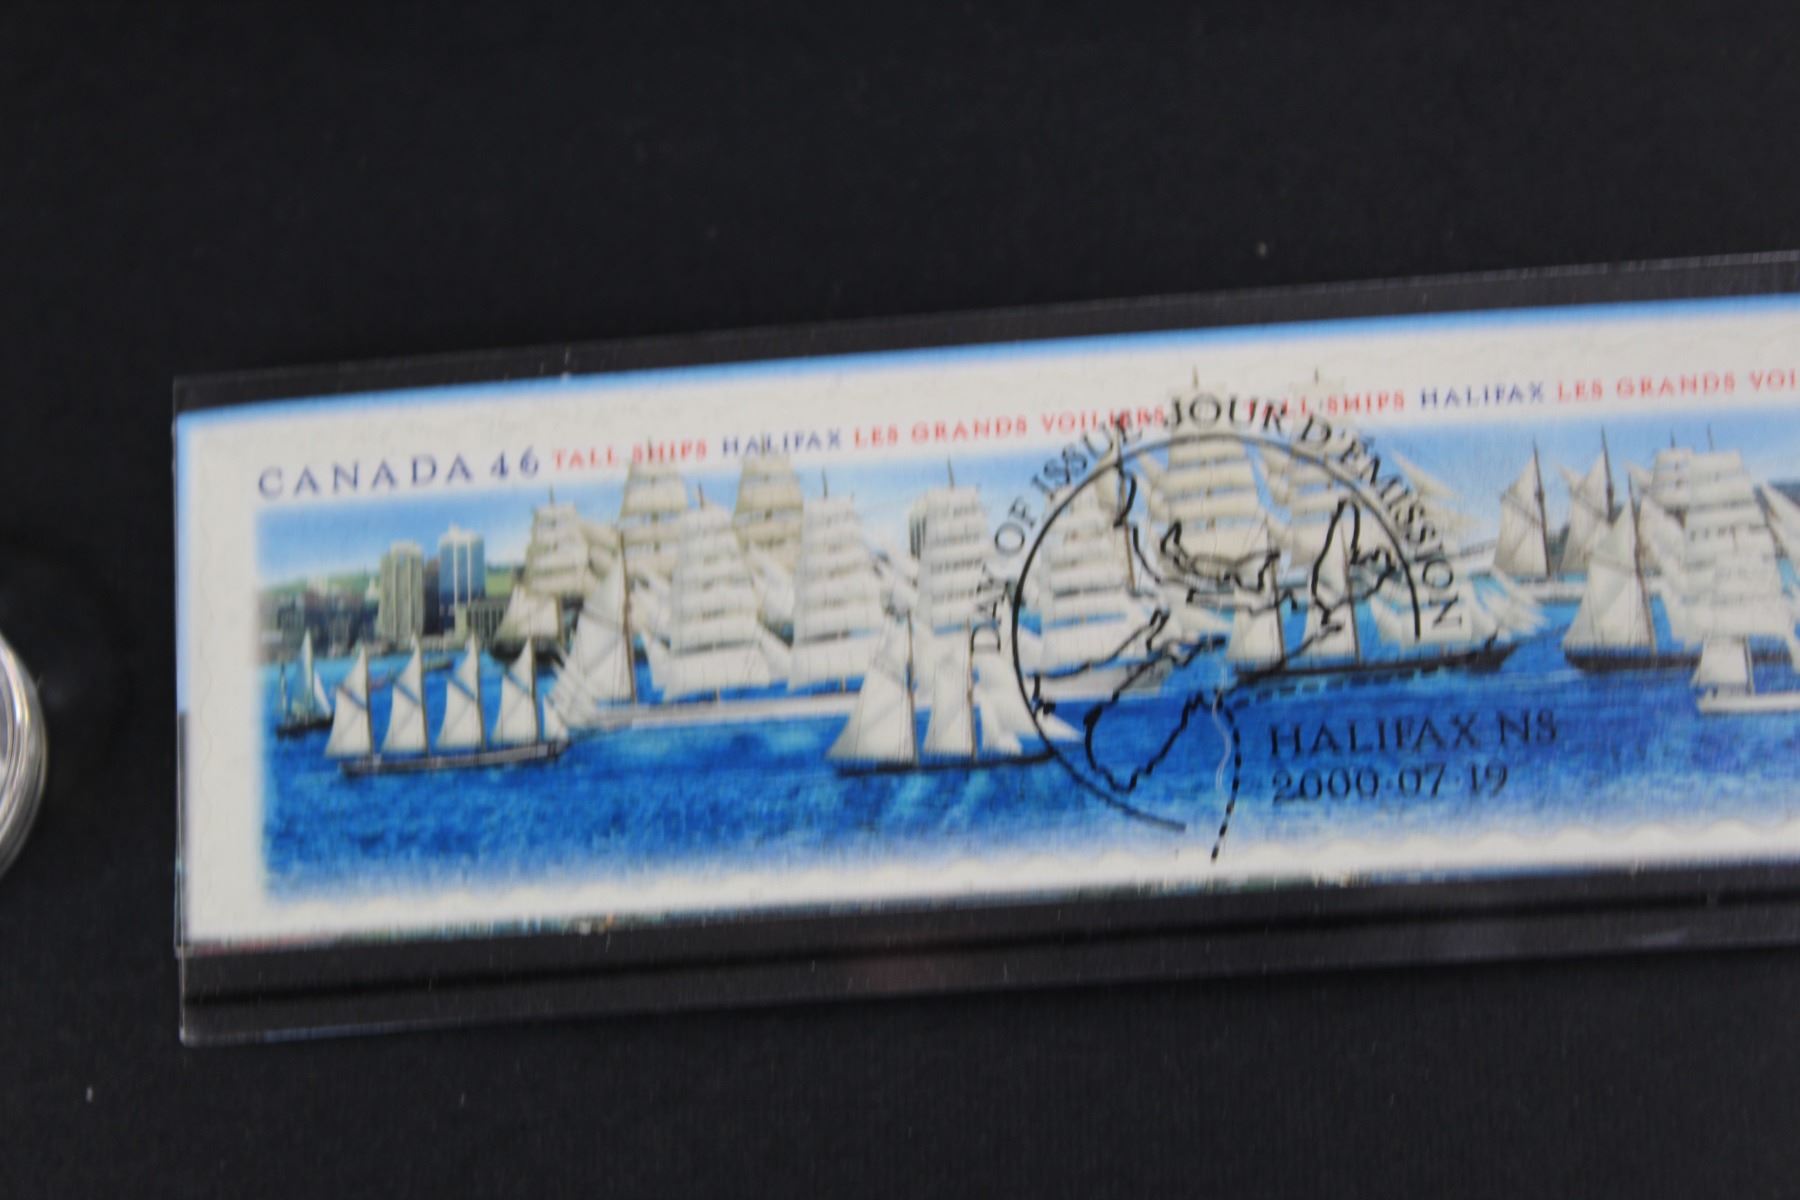 CANADA 46 TALL SHIPS HALIFAX LES GRANDS VOILIERS TALL SHIPS HALIFAX LES GRANDS VOI
DAY OF ISSUE JOUR D'ÉMISSION
HALIFAX NS
2000·07·19